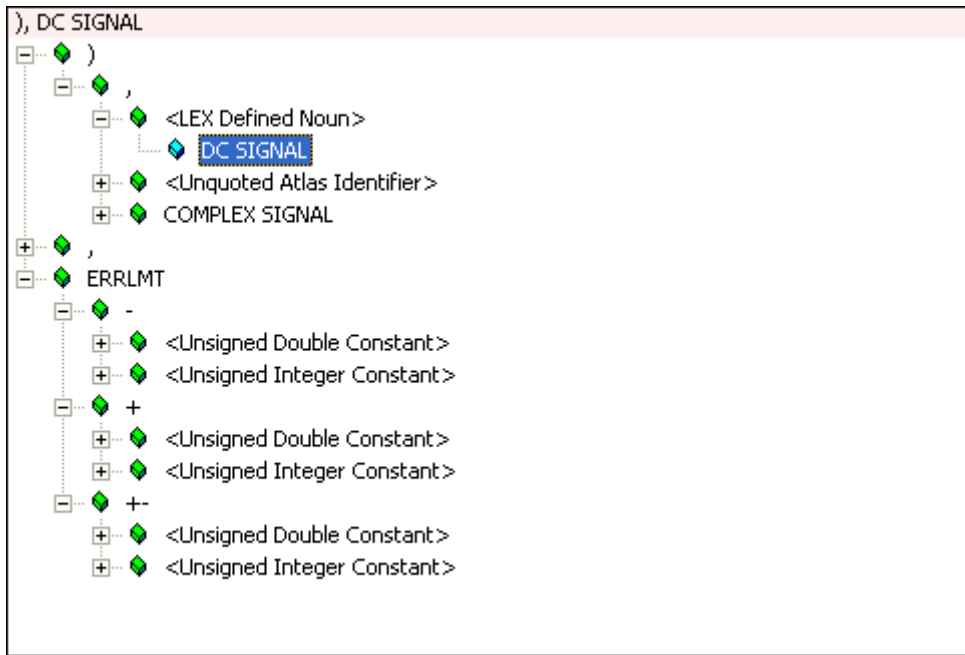 ), DC SIGNAL
)
,
<LEX Defined Noun>
DC SIGNAL
<Unquoted Atlas Identifier>
COMPLEX SIGNAL
,
ERRLMT
-
<Unsigned Double Constant>
<Unsigned Integer Constant>
+
<Unsigned Double Constant>
<Unsigned Integer Constant>
+-
<Unsigned Double Constant>
<Unsigned Integer Constant>